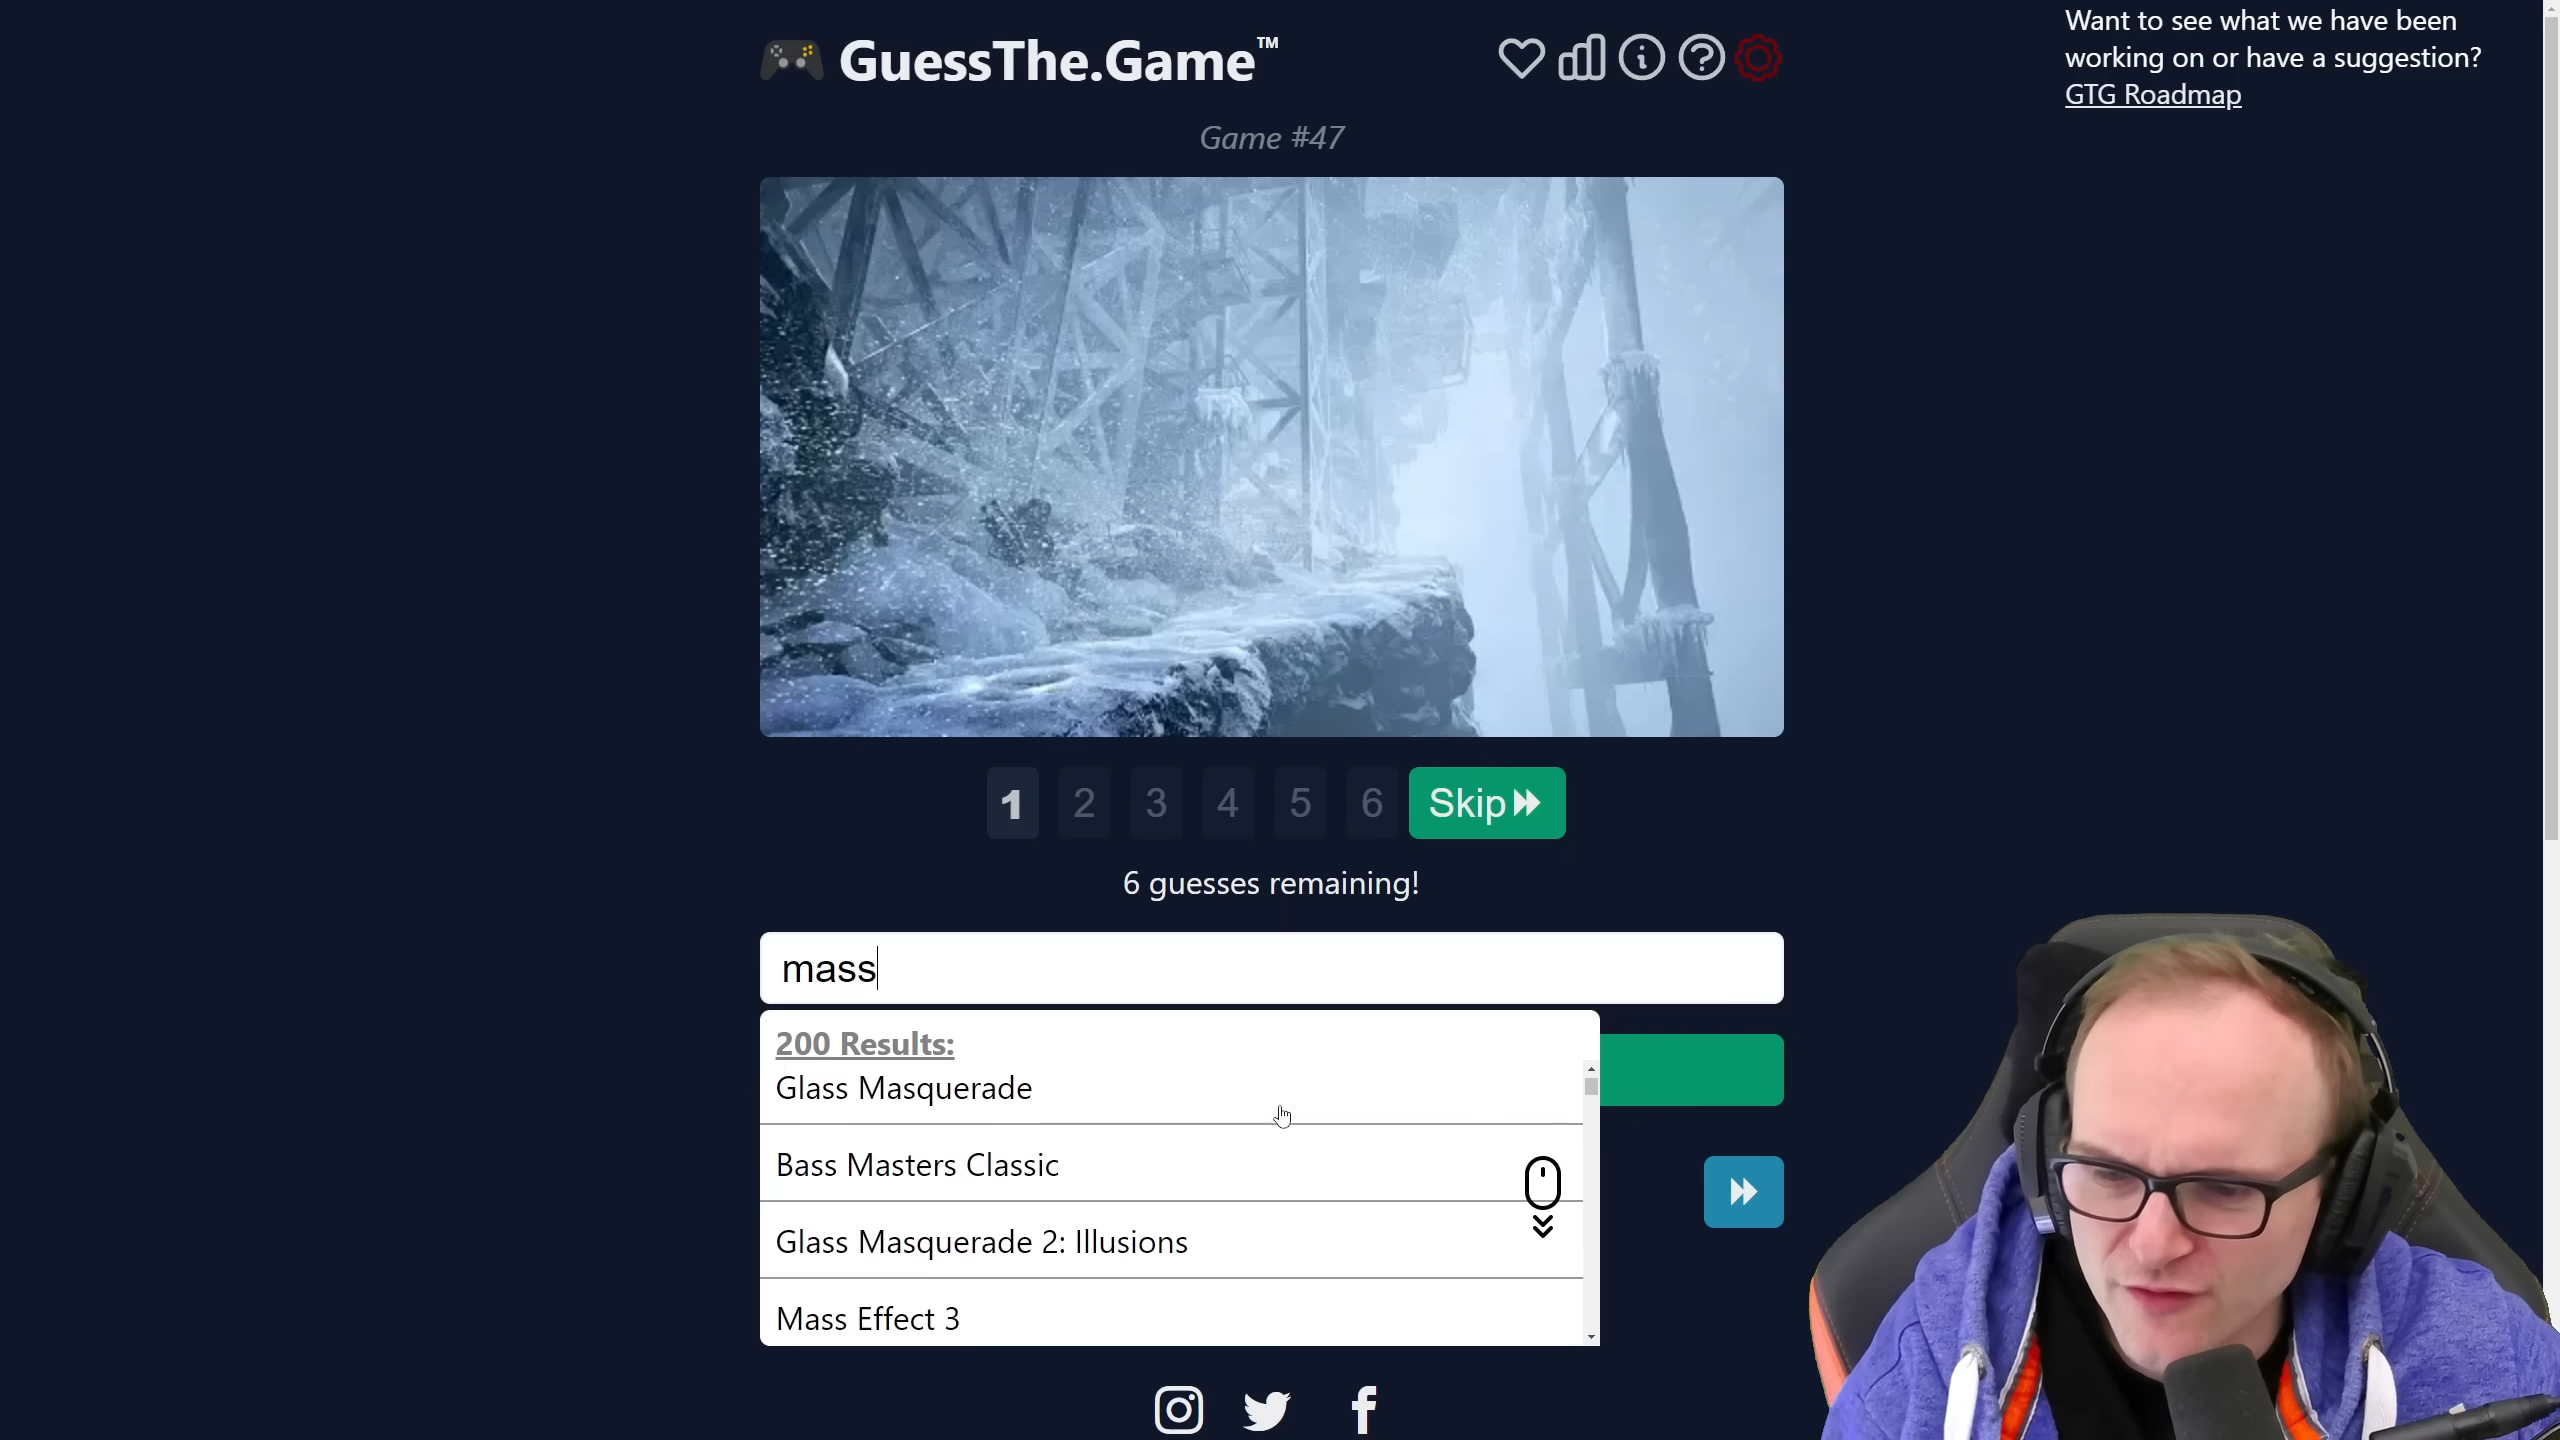 GuessThe.Game™
Want to see what we have been
working on or have a suggestion?
GTG Roadmap
Game #47
1 2 3 4 5 6 Skip
6 guesses remaining!
mass
200 Results:
Glass Masquerade
Bass Masters Classic
Glass Masquerade 2: Illusions
Mass Effect 3